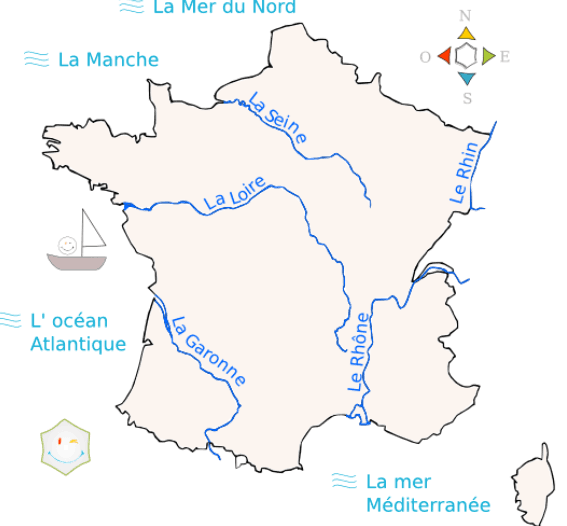 La Mer du Nord
La Manche
N
O
E
S
La Seine
Le Rhin
La Loire
L' océan
Atlantique
La Garonne
Le Rhône
La mer
Méditerranée